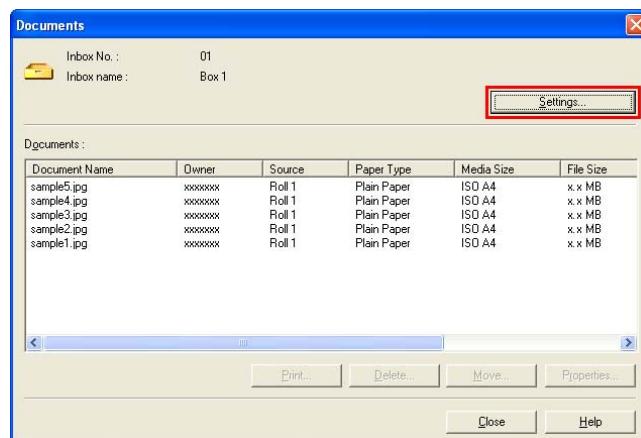 Documents
Inbox No. : 01
Inbox name : Box 1
Settings...
Documents :
Document Name Owner Source Paper Type Media Size File Size
sample5.jpg xxxxxxx Roll 1 Plain Paper ISO A4 x.x MB
sample4.jpg xxxxxxx Roll 1 Plain Paper ISO A4 x.x MB
sample3.jpg xxxxxxx Roll 1 Plain Paper ISO A4 x.x MB
sample2.jpg xxxxxxx Roll 1 Plain Paper ISO A4 x.x MB
sample1.jpg xxxxxxx Roll 1 Plain Paper ISO A4 x.x MB
Print... Delete... Move... Properties...
Close Help